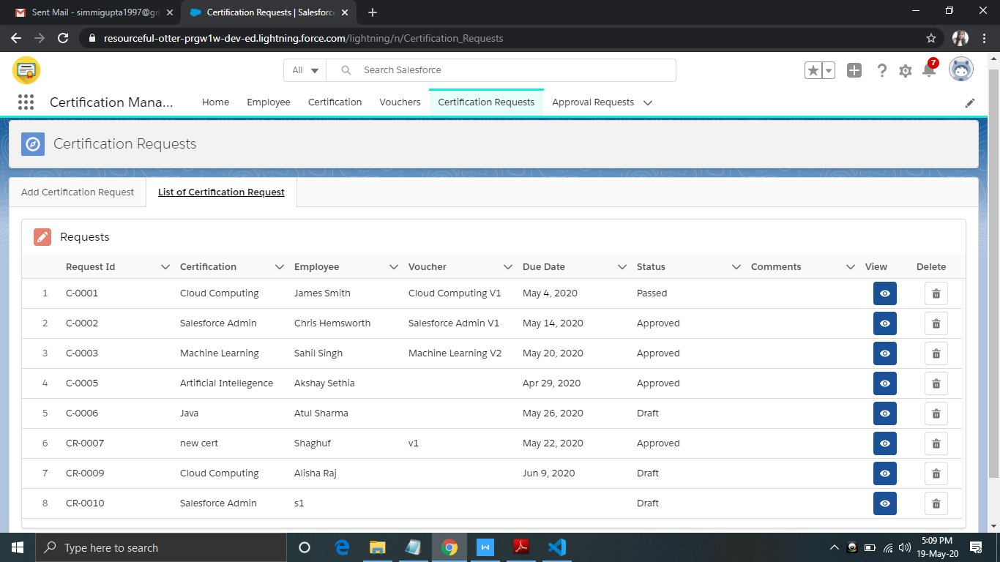 Sent Mail - simmigupta1997@gm
Certification Requests | Salesforce
resourceful-otter-prgw1w-dev-ed.lightning.force.com/lightning/n/Certification_Requests
All Search Salesforce 7
Certification Mana... Home Employee Certification Vouchers Certification Requests Approval Requests
Certification Requests
Add Certification Request List of Certification Request
Requests
Request Id Certification Employee Voucher Due Date Status Comments View Delete
1 C-0001 Cloud Computing James Smith Cloud Computing V1 May 4, 2020 Passed
2 C-0002 Salesforce Admin Chris Hemsworth Salesforce Admin V1 May 14, 2020 Approved
3 C-0003 Machine Learning Sahil Singh Machine Learning V2 May 20, 2020 Approved
4 C-0005 Artificial Intellegence Akshay Sethia Apr 29, 2020 Approved
5 C-0006 Java Atul Sharma May 26, 2020 Draft
6 CR-0007 new cert Shaghuf v1 May 22, 2020 Approved
7 CR-0009 Cloud Computing Alisha Raj Jun 9, 2020 Draft
8 CR-0010 Salesforce Admin s1 Draft
Type here to search
5:09 PM
19-May-20